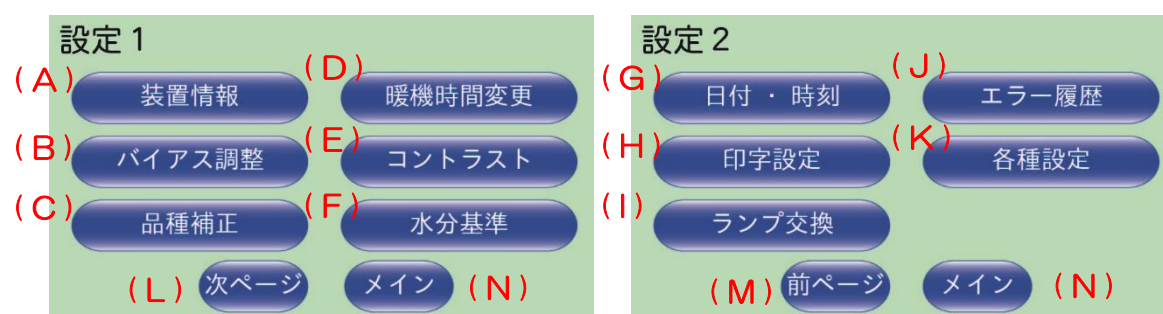 設定 1
(A) 装置情報
(D) 暖機時間変更
(B) バイアス調整
(E) コントラスト
(C) 品種補正
(F) 水分基準
(L) 次ページ
メイン (N)
設定 2
(G) 日付 ・ 時刻
(J) エラー履歴
(H) 印字設定
(K) 各種設定
(I) ランプ交換
(M) 前ページ
メイン (N)